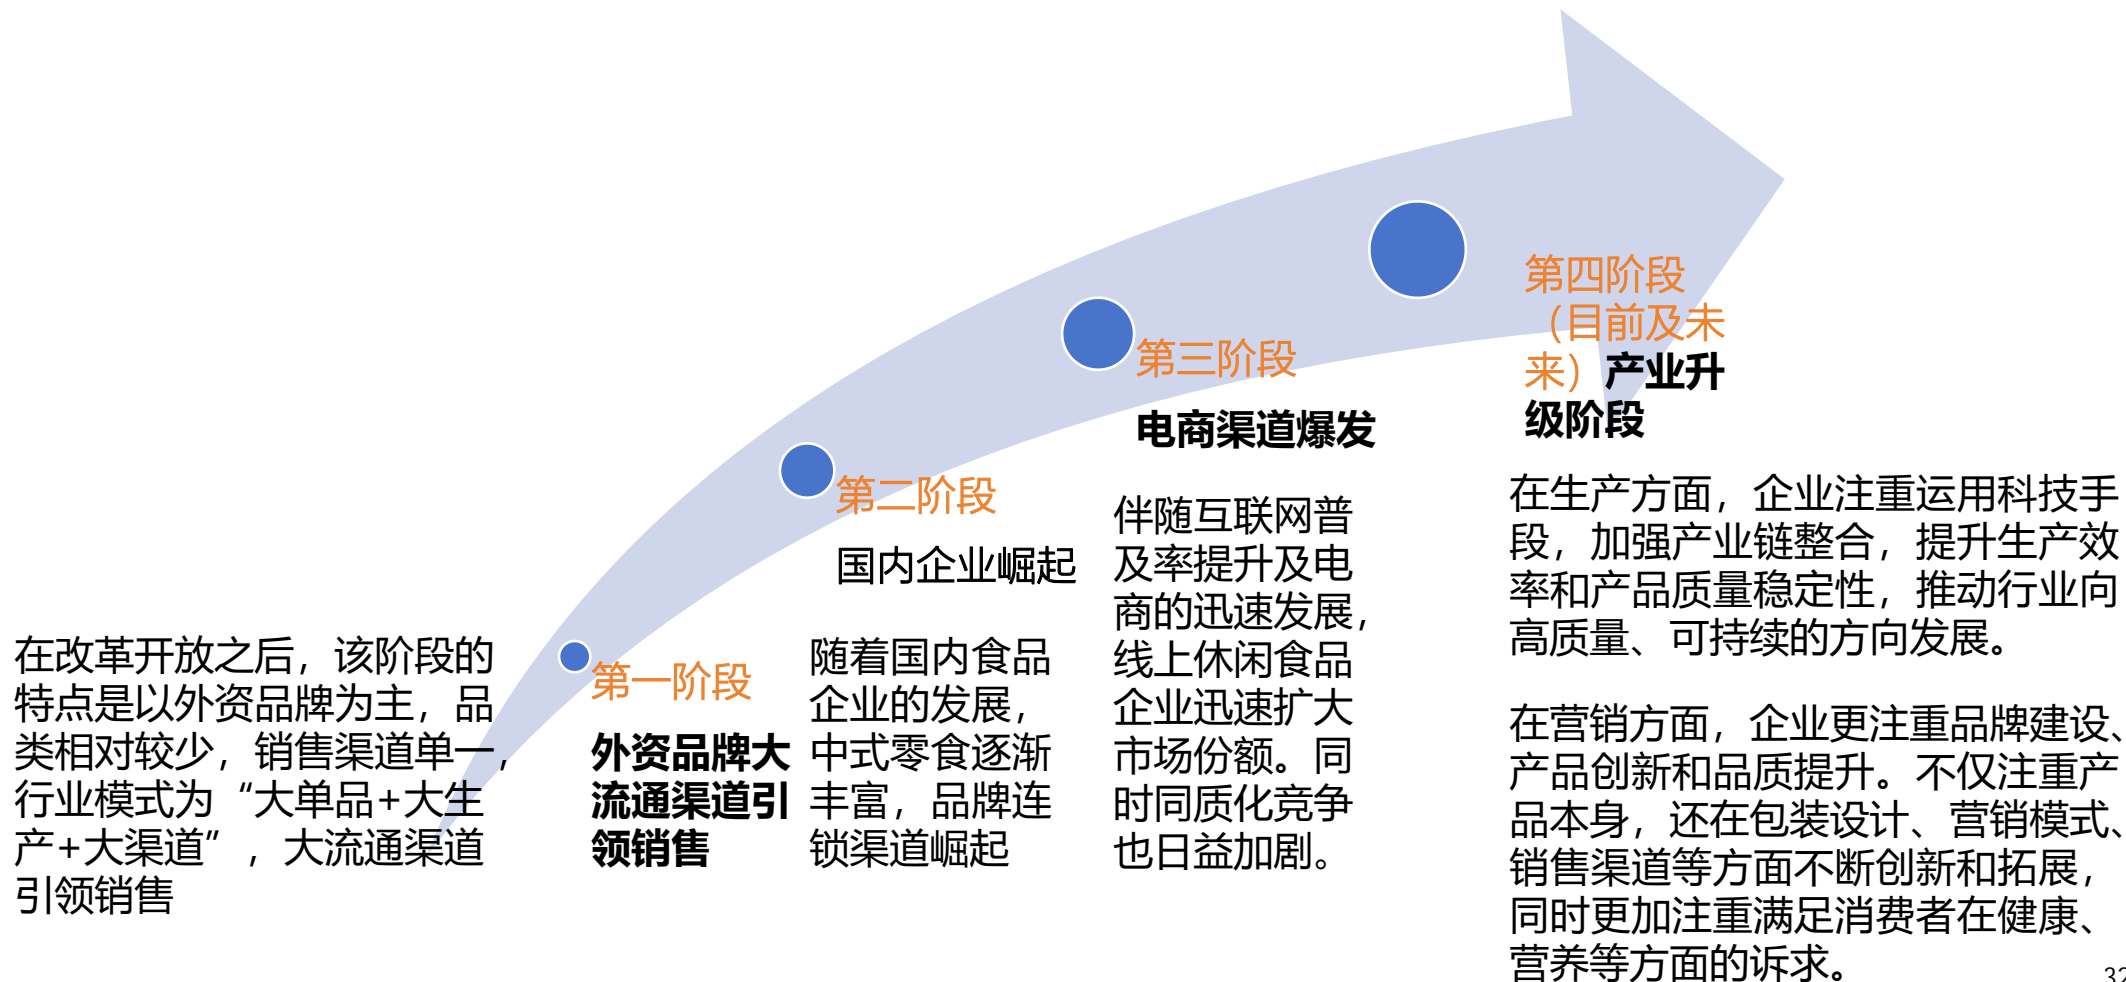 在改革开放之后，该阶段的
特点是以外资品牌为主，品
类相对较少，销售渠道单一，
行业模式为“大单品+大生
产+大渠道”，大流通渠道
引领销售
第一阶段
外资品牌大
流通渠道引
领销售
第二阶段
国内企业崛起
随着国内食品
企业的发展，
中式零食逐渐
丰富，品牌连
锁渠道崛起
第三阶段
电商渠道爆发
伴随互联网普
及率提升及电
商的迅速发展，
线上休闲食品
企业迅速扩大
市场份额。同
时同质化竞争
也日益加剧。
第四阶段
（目前及未
来）产业升
级阶段
在生产方面，企业注重运用科技手
段，加强产业链整合，提升生产效
率和产品质量稳定性，推动行业向
高质量、可持续的方向发展。
在营销方面，企业更注重品牌建设、
产品创新和品质提升。不仅注重产
品本身，还在包装设计、营销模式、
销售渠道等方面不断创新和拓展，
同时更加注重满足消费者在健康、
营养等方面的诉求。
32